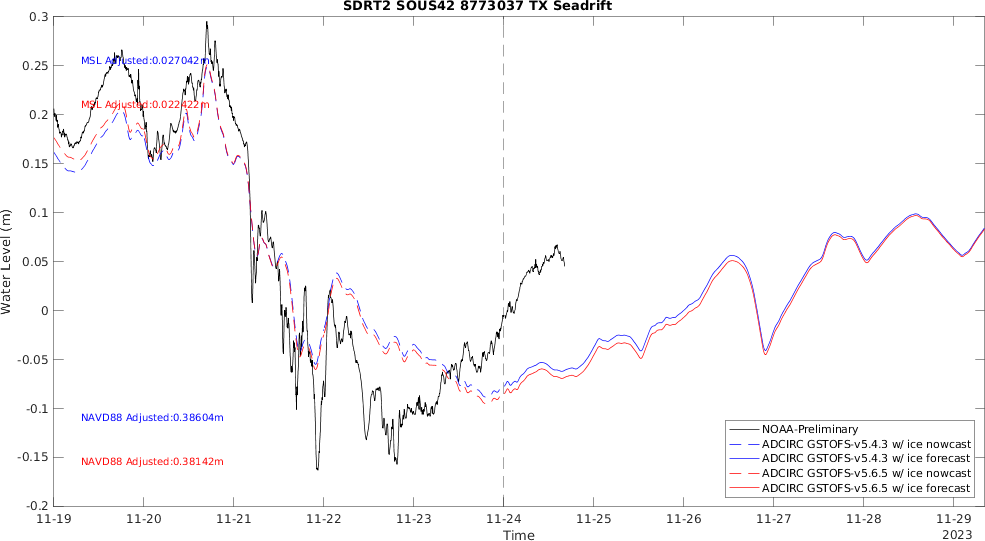 SDRT2 SOUS42 8773037 TX Seadrift
0.3
0.25
0.2
0.15
0.1
0.05
0
-0.05
-0.1
-0.15
-0.2
Water Level (m)
MSL Adjusted:0.027042m
MSL Adjusted:0.022422m
NAVD88 Adjusted:0.38604m
NAVD88 Adjusted:0.38142m
NOAA-Preliminary
ADCIRC GSTOFS-v5.4.3 w/ ice nowcast
ADCIRC GSTOFS-v5.4.3 w/ ice forecast
ADCIRC GSTOFS-v5.6.5 w/ ice nowcast
ADCIRC GSTOFS-v5.6.5 w/ ice forecast
11-19 11-20 11-21 11-22 11-23 11-24 11-25 11-26 11-27 11-28 11-29
Time
2023